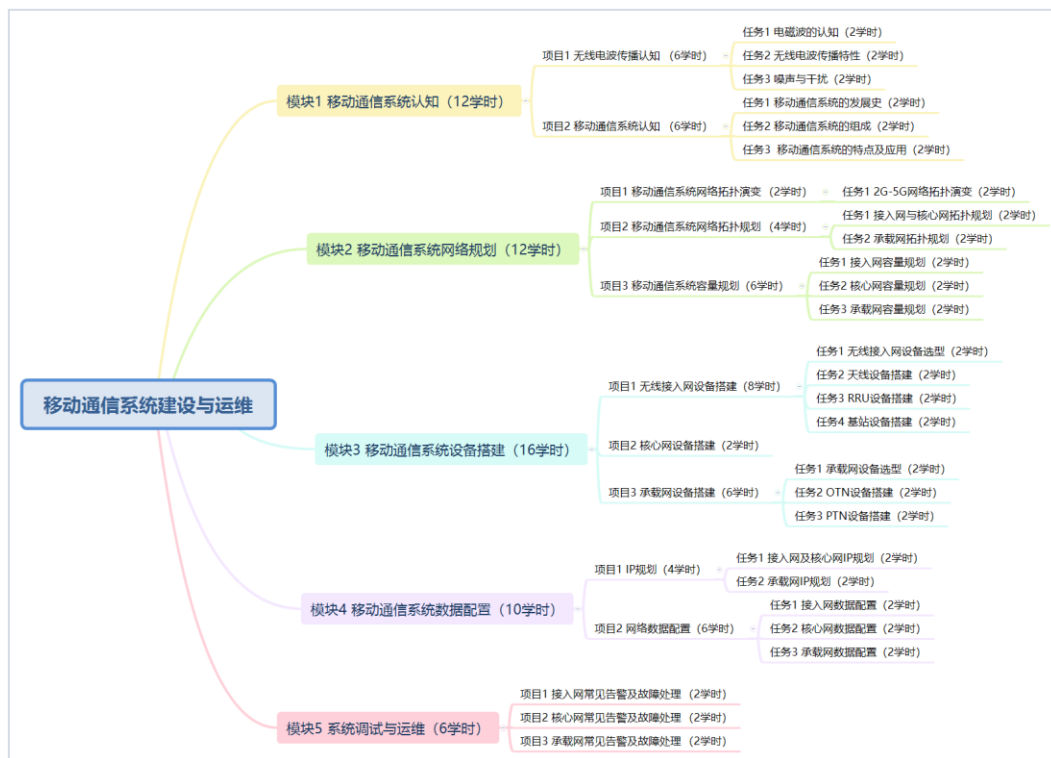 移动通信系统建设与运维
模块1 移动通信系统认知（12学时）
项目1 无线电波传播认知 （6学时）
任务1 电磁波的认知（2学时）
任务2 无线电波传播特性（2学时）
任务3 噪声与干扰（2学时）
项目2 移动通信系统认知 （6学时）
任务1 移动通信系统的发展史（2学时）
任务2 移动通信系统的组成（2学时）
任务3 移动通信系统的特点及应用（2学时）
模块2 移动通信系统网络规划（12学时）
项目1 移动通信系统网络拓扑演变（2学时）
任务1 2G-5G网络拓扑演变（2学时）
项目2 移动通信系统网络拓扑规划（4学时）
任务1 接入网与核心网拓扑规划（2学时）
任务2 承载网拓扑规划（2学时）
项目3 移动通信系统容量规划（6学时）
任务1 接入网容量规划（2学时）
任务2 核心网容量规划（2学时）
任务3 承载网容量规划（2学时）
模块3 移动通信系统设备搭建（16学时）
项目1 无线接入网设备搭建（8学时）
任务1 无线接入网设备选型（2学时）
任务2 天线设备搭建（2学时）
任务3 RRU设备搭建（2学时）
任务4 基站设备搭建（2学时）
项目2 核心网设备搭建（2学时）
项目3 承载网设备搭建（6学时）
任务1 承载网设备选型（2学时）
任务2 OTN设备搭建（2学时）
任务3 PTN设备搭建（2学时）
模块4 移动通信系统数据配置（10学时）
项目1 IP规划（4学时）
任务1 接入网及核心网IP规划（2学时）
任务2 承载网IP规划（2学时）
项目2 网络数据配置（6学时）
任务1 接入网数据配置（2学时）
任务2 核心网数据配置（2学时）
任务3 承载网数据配置（2学时）
模块5 系统调试与运维（6学时）
项目1 接入网常见告警及故障处理（2学时）
项目2 核心网常见告警及故障处理（2学时）
项目3 承载网常见告警及故障处理（2学时）